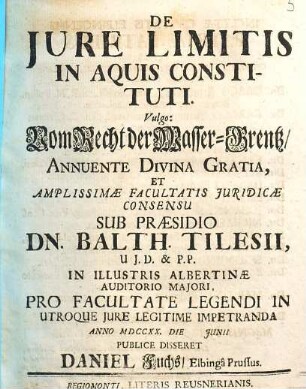 5
DE
JURE LIMITIS
IN AQUIS CONSTI-
TUTI.
Vulgo:
Vom Recht der Wasser-Grentz/
ANNUENTE DIVINA GRATIA,
ET
AMPLISSIMÆ FACULTATIS JURIDICÆ
CONSENSU
SUB PRÆSIDIO
DN. BALTH. TILESII,
U J. D. & P. P.
IN ILLUSTRIS ALBERTINÆ
AUDITORIO MAJORI,
PRO FACULTATE LEGENDI IN
UTROQUE JURE LEGITIME IMPETRANDA
ANNO MDCCXX. DIE JUNII
PUBLICE DISSERET
DANIEL Fuchs/ Elbinga Prussus.
REGIOMONTI, LITERIS REUSNERIANIS.